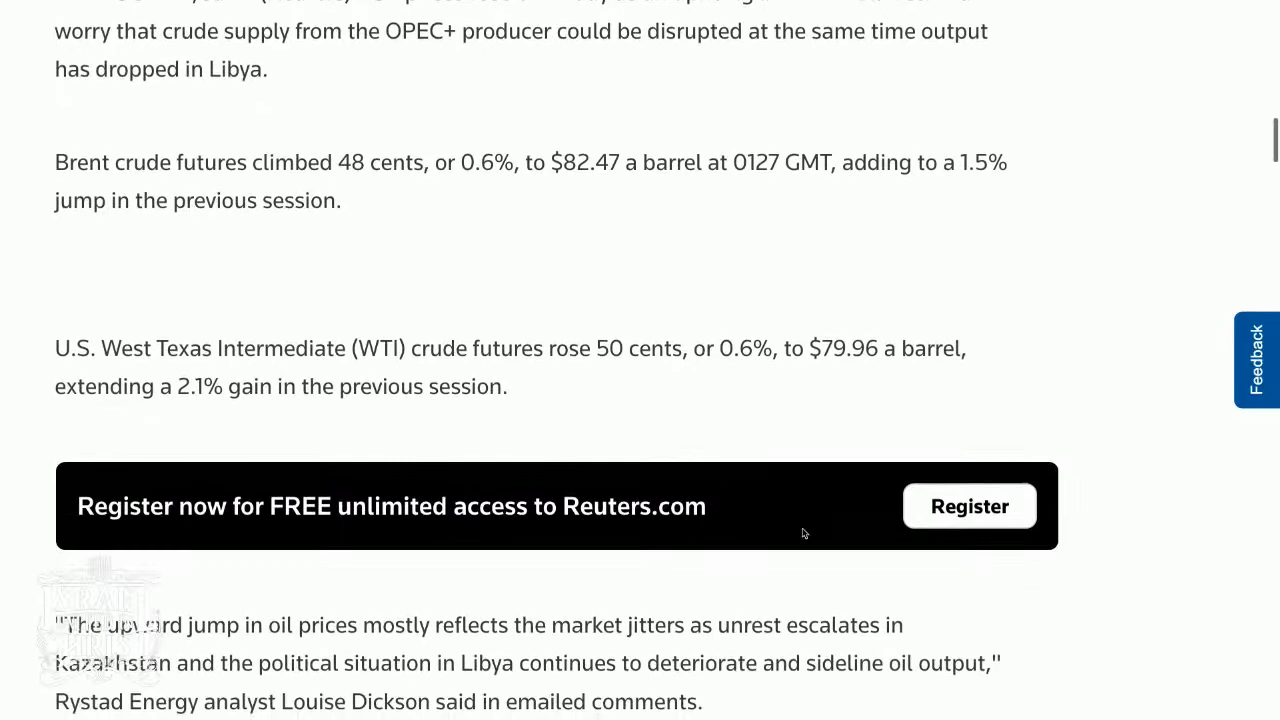 worry that crude supply from the OPEC+ producer could be disrupted at the same time output
has dropped in Libya.
Brent crude futures climbed 48 cents, or 0.6%, to $82.47 a barrel at 0127 GMT, adding to a 1.5%
jump in the previous session.
Feedback
U.S. West Texas Intermediate (WTI) crude futures rose 50 cents, or 0.6%, to $79.96 a barrel,
extending a 2.1% gain in the previous session.
Register now for FREE unlimited access to Reuters.com
Register
"The upward jump in oil prices mostly reflects the market jitters as unrest escalates in
Kazakhstan and the political situation in Libya continues to deteriorate and sideline oil output,"
Rystad Energy analyst Louise Dickson said in emailed comments.